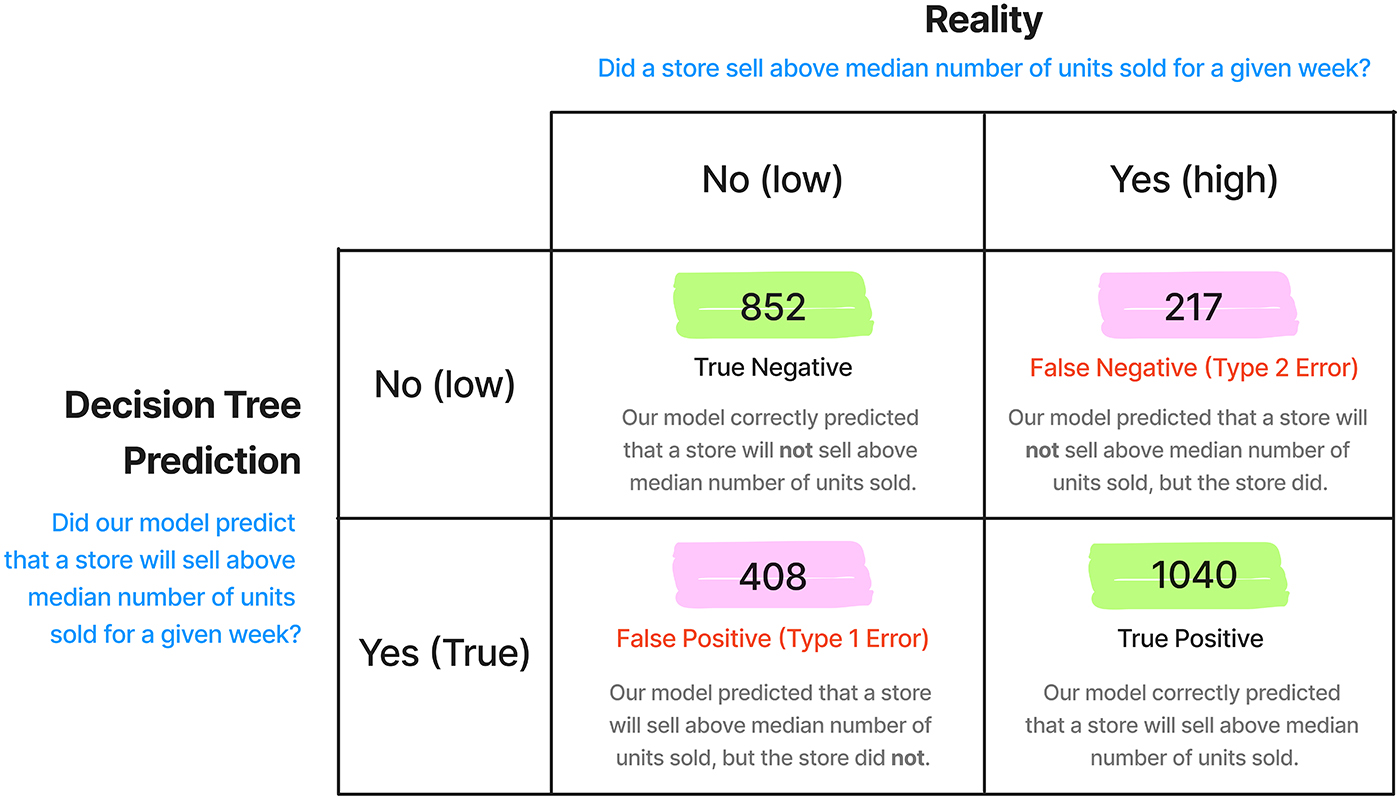 Reality
Did a store sell above median number of units sold for a given week?
No (low)
Yes (high)
Decision Tree
Prediction
Did our model predict
that a store will sell above
median number of units
sold for a given week?
No (low)
852
True Negative
Our model correctly predicted
that a store will not sell above
median number of units sold.
217
False Negative (Type 2 Error)
Our model predicted that a store will
not sell above median number of
units sold, but the store did.
Yes (True)
408
False Positive (Type 1 Error)
Our model predicted that a store
will sell above median number of
units sold, but the store did not.
1040
True Positive
Our model correctly predicted
that a store will sell above median
number of units sold.